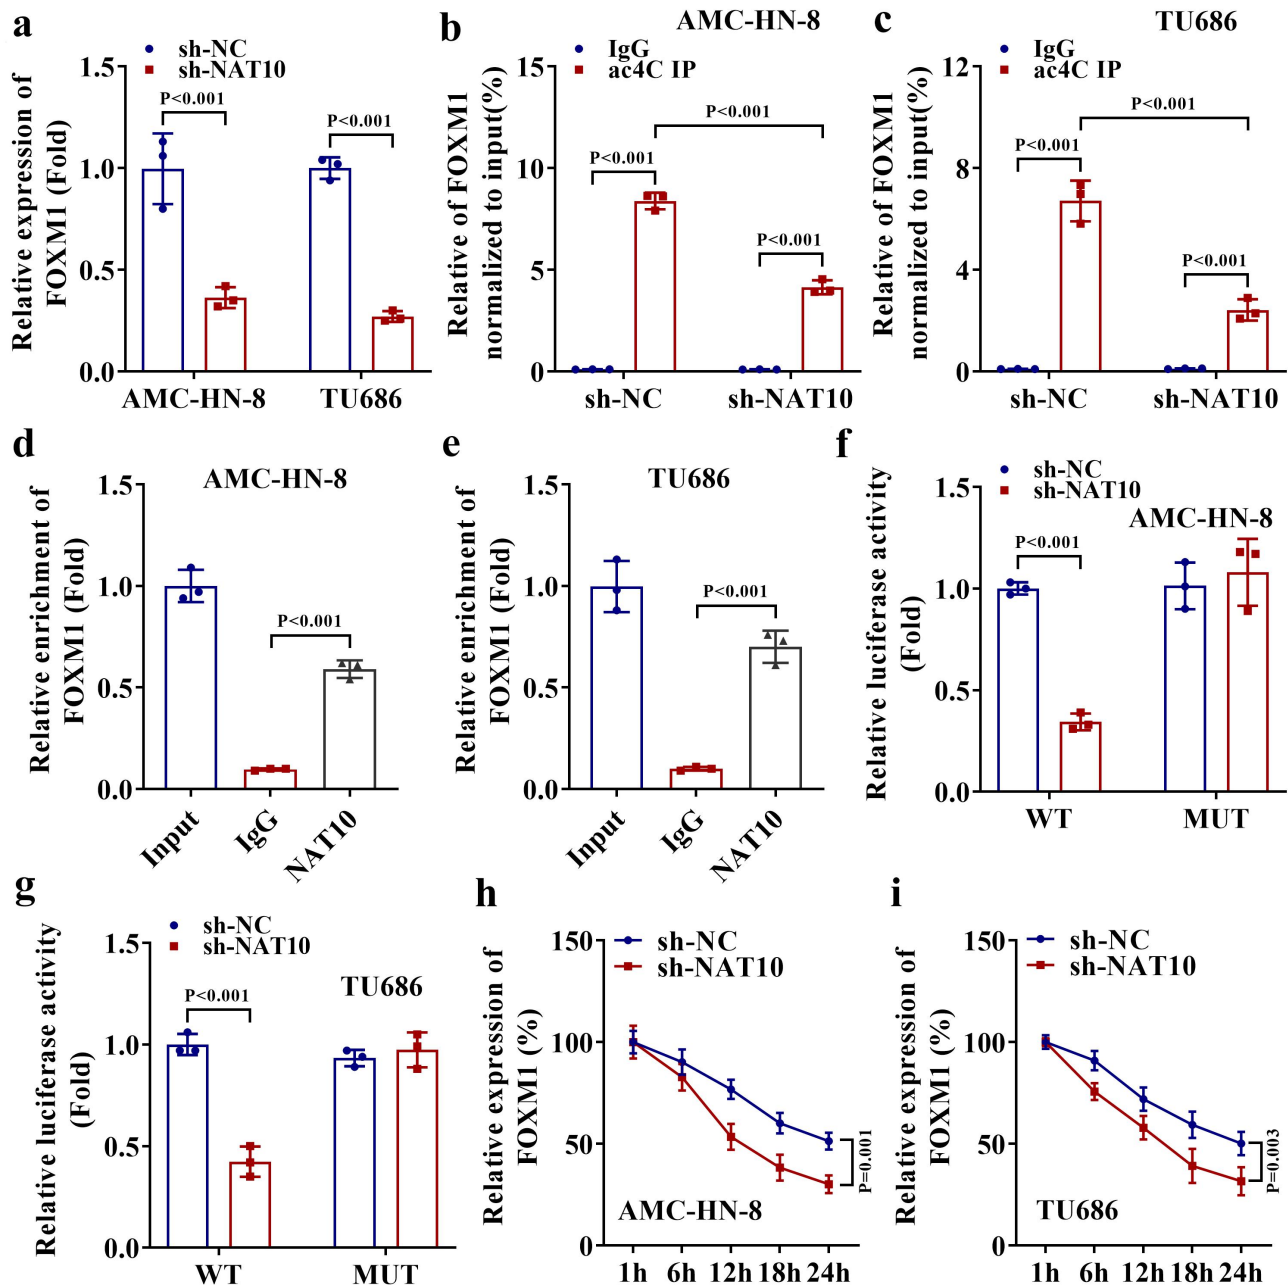 a
sh-NC
sh-NAT10
Relative expression of
FOXM1 (Fold)
1.5
1.0
0.5
0.0
P<0.001
P<0.001
AMC-HN-8
TU686
b
AMC-HN-8
IgG
ac4C IP
Relative of FOXM1
normalized to input(%)
15
10
5
0
P<0.001
P<0.001
P<0.001
sh-NC
sh-NAT10
c
TU686
IgG
ac4C IP
Relative of FOXM1
normalized to input(%)
12
8
4
0
P<0.001
P<0.001
P<0.001
sh-NC
sh-NAT10
d
AMC-HN-8
Relative enrichment of
FOXM1 (Fold)
1.5
1.0
0.5
0.0
P<0.001
Input
IgG
NAT10
e
TU686
Relative enrichment of
FOXM1 (Fold)
1.5
1.0
0.5
0.0
P<0.001
Input
IgG
NAT10
f
sh-NC
sh-NAT10
AMC-HN-8
Relative luciferase activity
(Fold)
1.5
1.0
0.5
0.0
P<0.001
WT
MUT
g
sh-NC
sh-NAT10
TU686
Relative luciferase activity
(Fold)
1.5
1.0
0.5
0.0
P<0.001
WT
MUT
h
sh-NC
sh-NAT10
Relative expression of
FOXM1 (%)
150
100
50
0
P=0.001
AMC-HN-8
1h 6h 12h 18h 24h
i
sh-NC
sh-NAT10
Relative expression of
FOXM1 (%)
150
100
50
0
P=0.003
TU686
1h 6h 12h 18h 24h